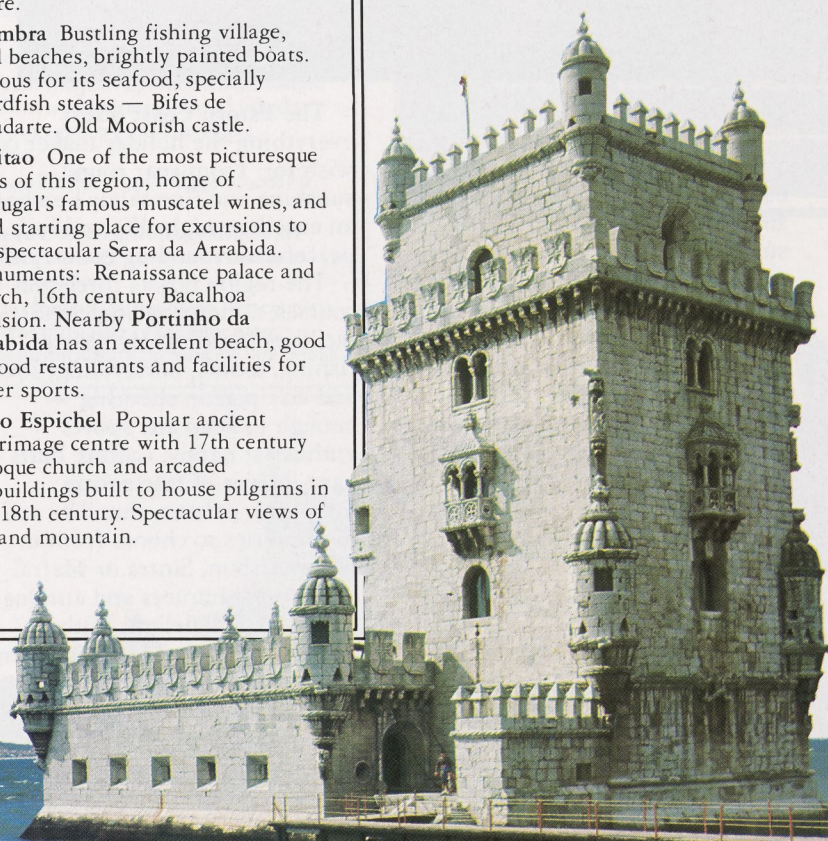 re.
mbra Bustling fishing village,
l beaches, brightly painted boats.
ous for its seafood, specially
rdfish steaks — Bifes de
adarte. Old Moorish castle.
itao One of the most picturesque
s of this region, home of
ugal's famous muscatel wines, and
d starting place for excursions to
spectacular Serra da Arrabida.
numents: Renaissance palace and
rch, 16th century Bacalhoa
sion. Nearby Portinho da
abida has an excellent beach, good
ood restaurants and facilities for
er sports.
o Espichel Popular ancient
rimage centre with 17th century
oque church and arcaded
buildings built to house pilgrims in
18th century. Spectacular views of
and mountain.